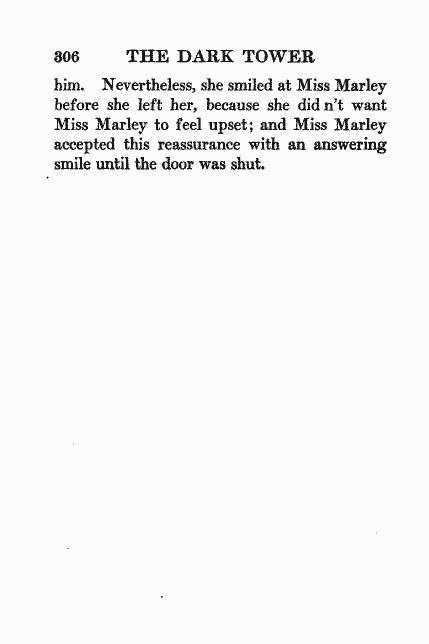 306 THE DARK TOWER
him. Nevertheless, she smiled at Miss Marley
before she left her, because she did n't want
Miss Marley to feel upset; and Miss Marley
accepted this reassurance with an answering
smile until the door was shut.